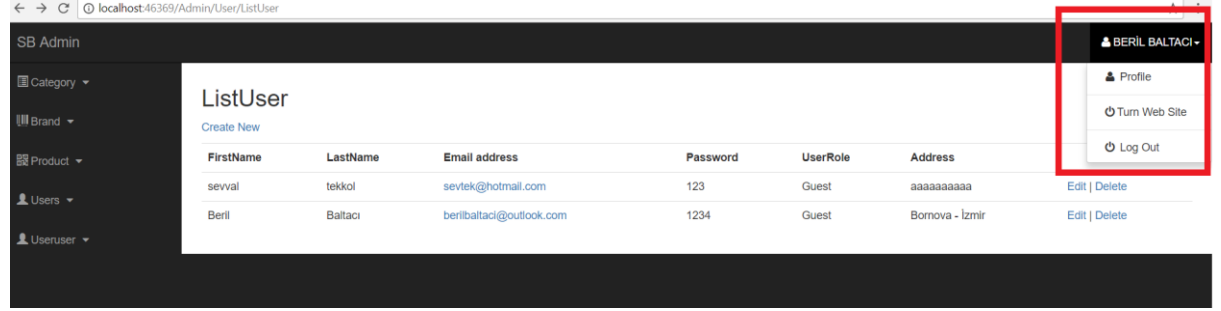 localhost:46369/Admin/User/ListUser
SB Admin
BERİL BALTACI
Profile
Turn Web Site
Log Out
Category
Brand
Product
Users
Useruser
ListUser
Create New
FirstName LastName Email address Password UserRole Address
sevval tekkol sevtek@hotmail.com 123 Guest aaaaaaaaaa Edit | Delete
Beril Baltacı berilbaltaci@outlook.com 1234 Guest Bornova - İzmir Edit | Delete